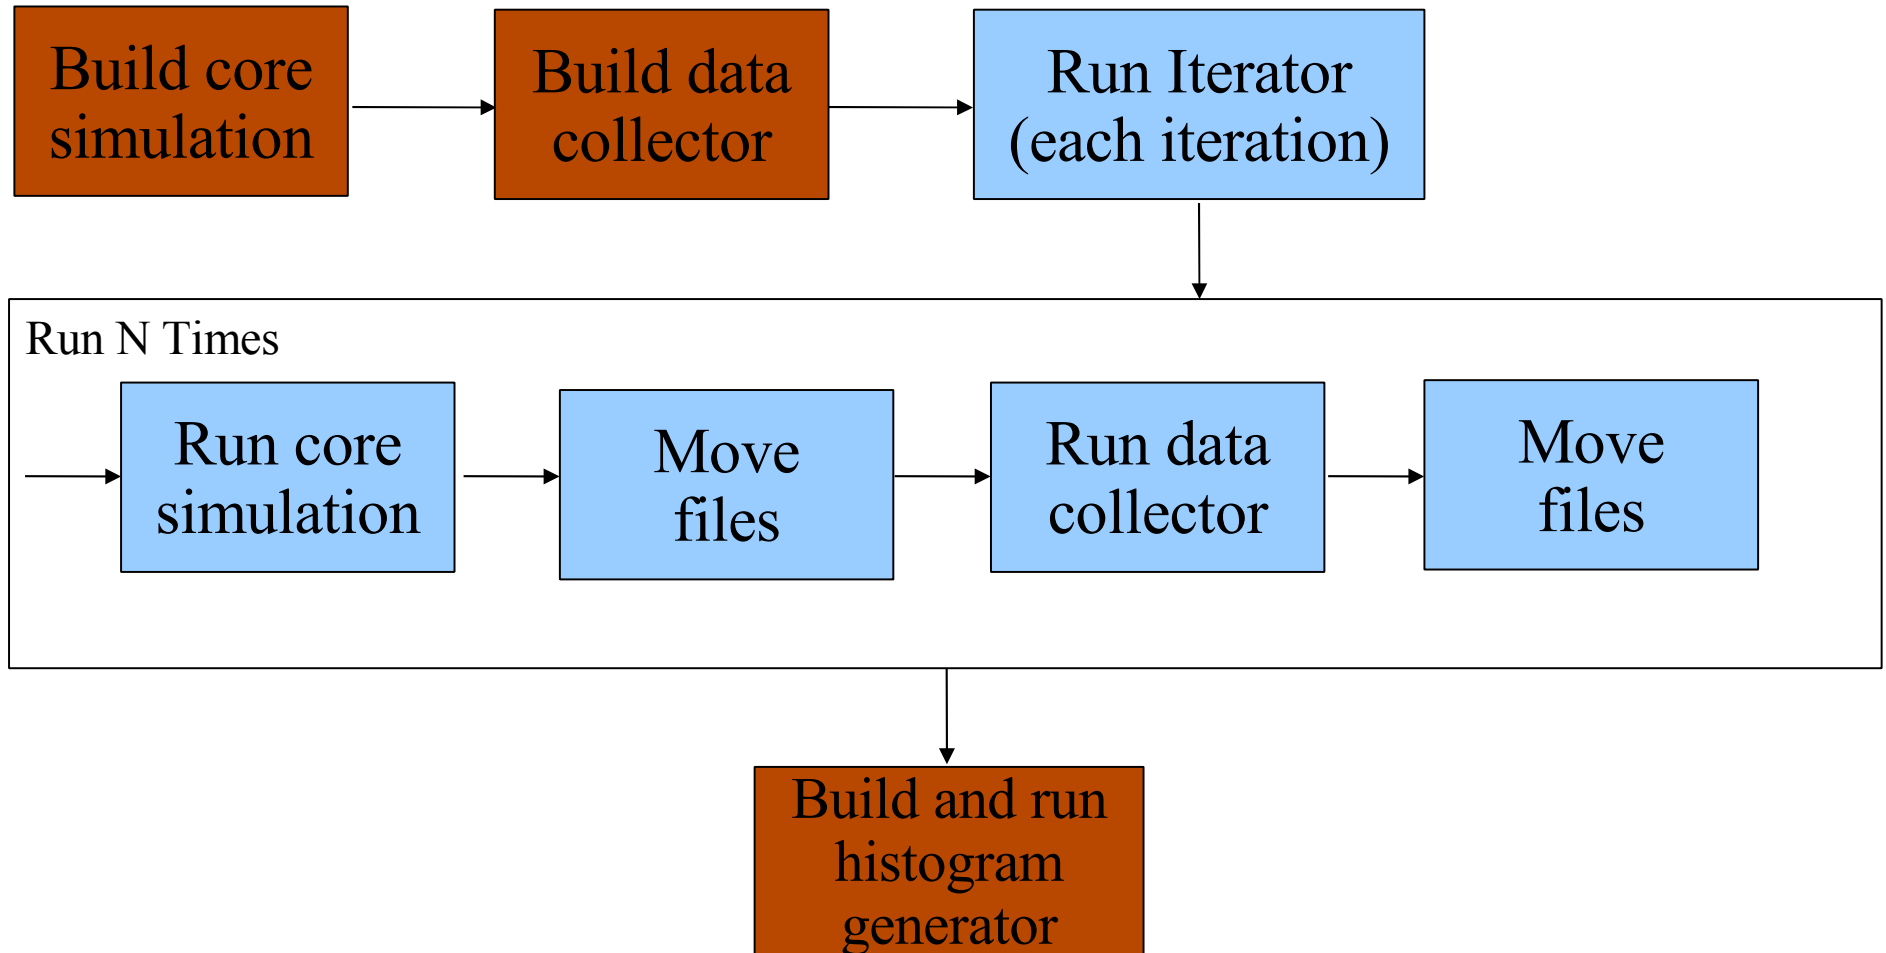 Build core
simulation
Build data
collector
Run Iterator
(each iteration)
Run N Times
Run core
simulation
Move
files
Run data
collector
Move
files
Build and run
histogram
generator